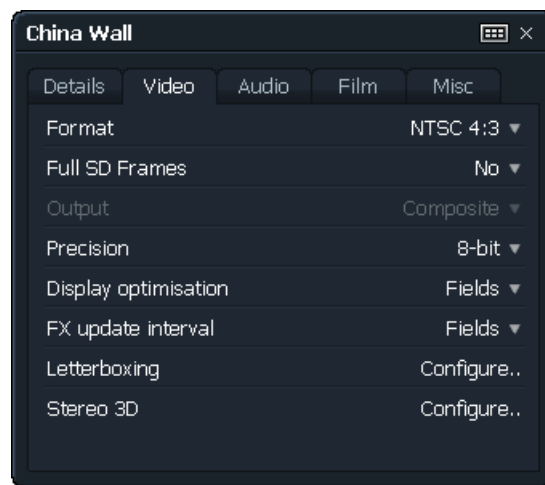 China Wall
Details Video Audio Film Misc
Format NTSC 4:3
Full SD Frames No
Output Composite
Precision 8-bit
Display optimisation Fields
FX update interval Fields
Letterboxing Configure..
Stereo 3D Configure..